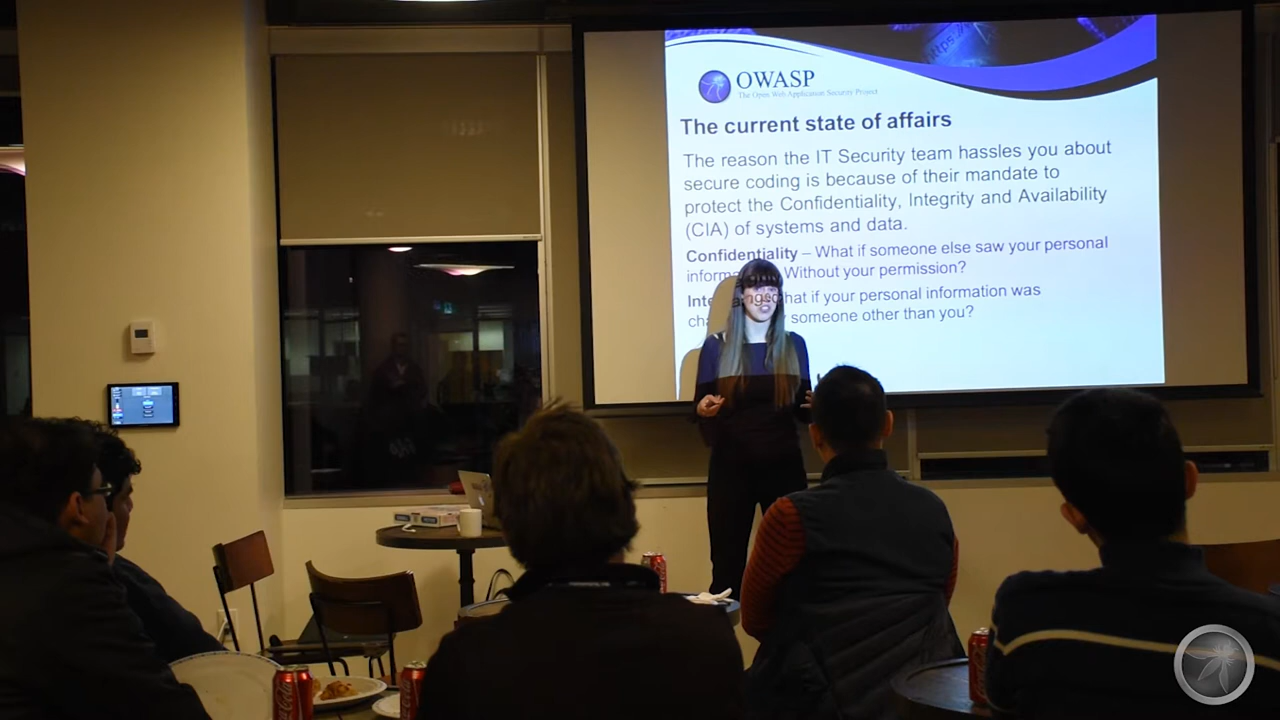 OWASP
The Open Web Application Security Project
The current state of affairs
The reason the IT Security team hassles you about
secure coding is because of their mandate to
protect the Confidentiality, Integrity and Availability
(CIA) of systems and data.
Confidentiality – What if someone else saw your personal
Without your permission?
if your personal information was
someone other than you?
Coca-Cola